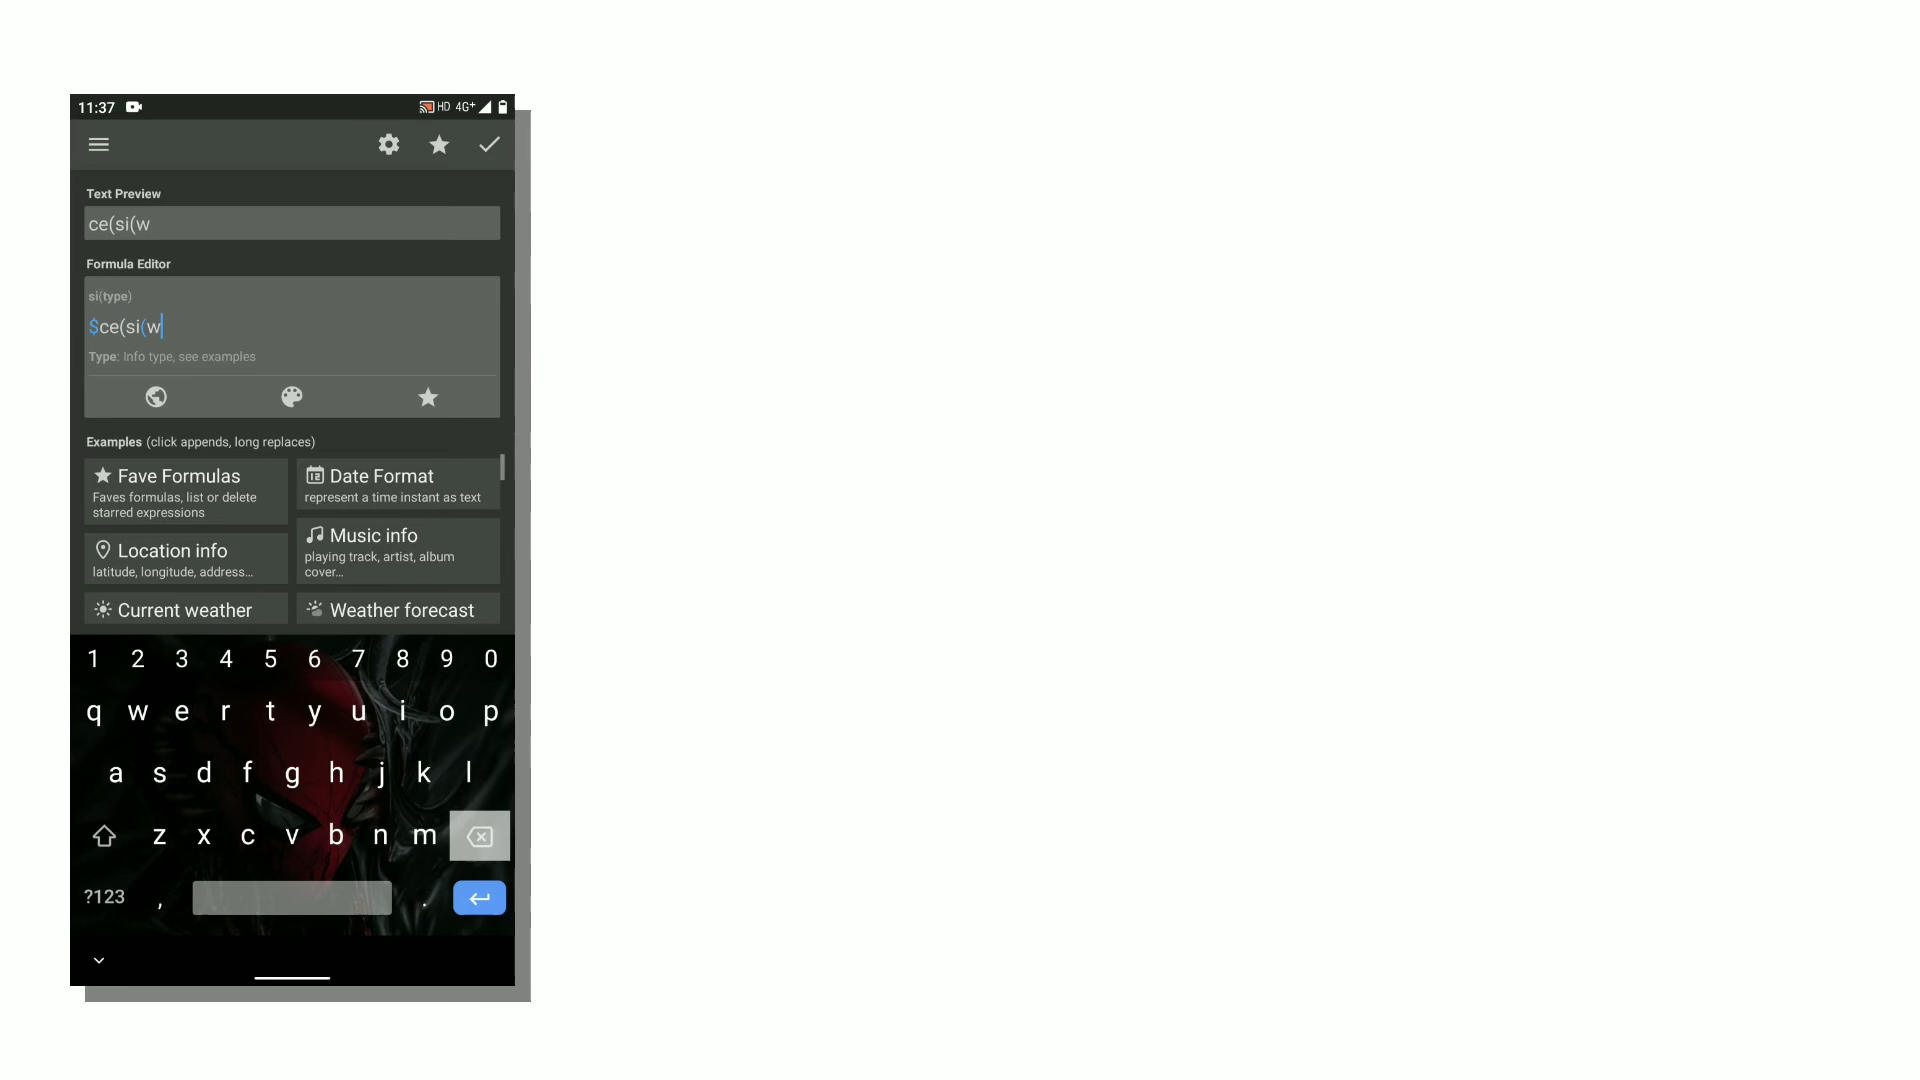 11:37 HD 4G+
Text Preview
ce(si(w
Formula Editor
si(type)
$ce(si(w
Type: Info type, see examples
Examples (click appends, long replaces)
Fave Formulas
Faves formulas, list or delete
starred expressions
12 Date Format
represent a time instant as text
Location info
latitude, longitude, address...
Music info
playing track, artist, album
cover...
Current weather
Weather forecast
1 2 3 4 5 6 7 8 9 0
q w e r t y u i o p
a s d f g h j k l
z x c v b n m
?123 , .